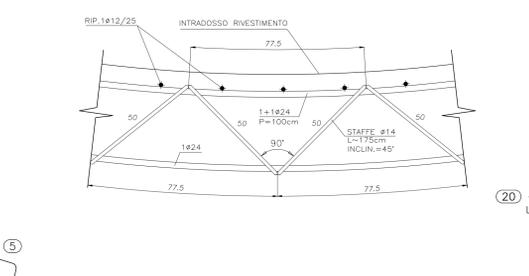 RIP.1ø12/25
INTRADOSSO RIVESTIMENTO
77.5
1+1ø24
P=100cm
50
50
50
50
STAFFE ø14
L~175cm
INCLIN.=45°
90°
1ø24
77.5
77.5
20
L
5